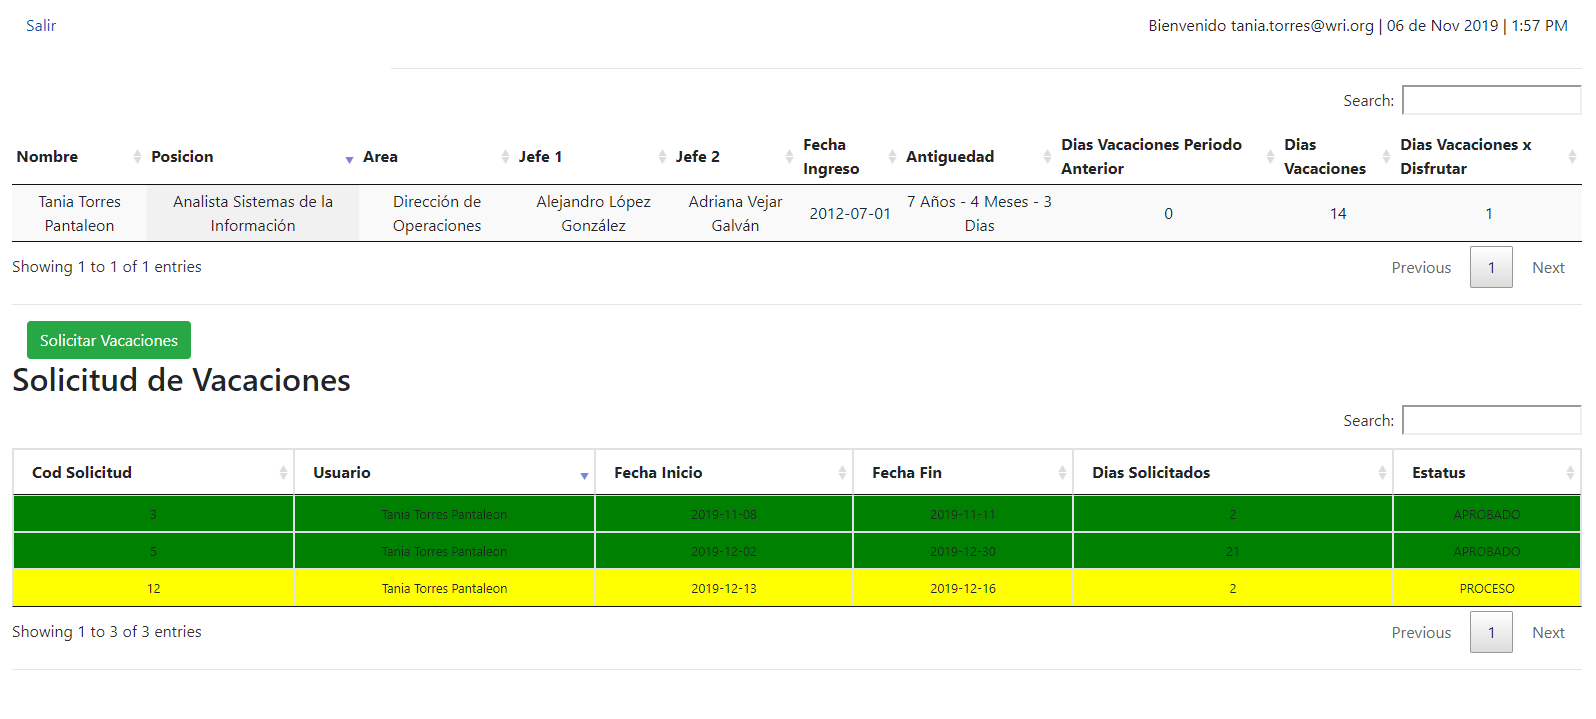 Salir
Bienvenido tania.torres@wri.org | 06 de Nov 2019 | 1:57 PM
Search:
Nombre Posicion Area Jefe 1 Jefe 2 Fecha Ingreso Antiguedad Dias Vacaciones Periodo Anterior Dias Vacaciones Dias Vacaciones x Disfrutar
Tania Torres Pantaleon Analista Sistemas de la Información Dirección de Operaciones Alejandro López González Adriana Vejar Galván 2012-07-01 7 Años - 4 Meses - 3 Dias 0 14 1
Showing 1 to 1 of 1 entries
Previous 1 Next
Solicitar Vacaciones
Solicitud de Vacaciones
Search:
Cod Solicitud Usuario Fecha Inicio Fecha Fin Dias Solicitados Estatus
3 Tania Torres Pantaleon 2019-11-08 2019-11-11 2 APROBADO
5 Tania Torres Pantaleon 2019-12-02 2019-12-30 21 APROBADO
12 Tania Torres Pantaleon 2019-12-13 2019-12-16 2 PROCESO
Showing 1 to 3 of 3 entries
Previous 1 Next